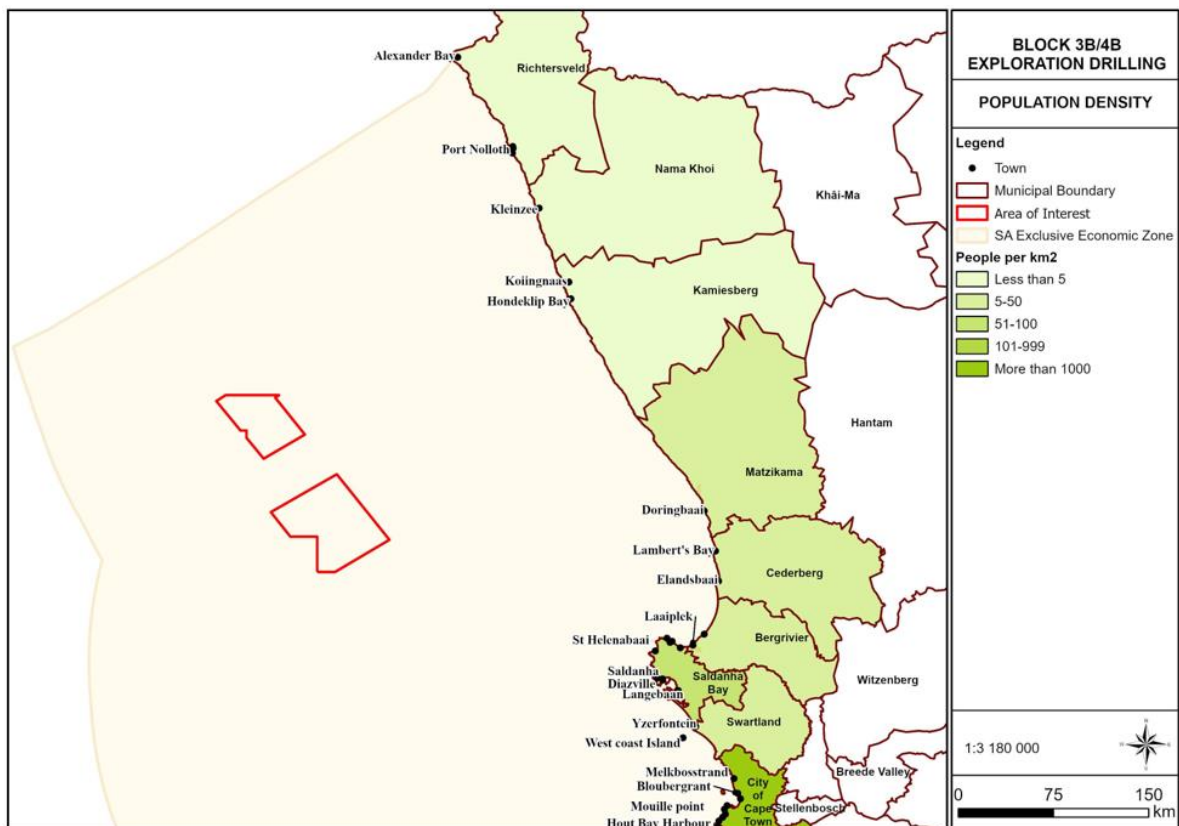 Alexander Bay
Richtersveld
Port Nolloth
Nama Khoi
Khâi-Ma
Kleinzee
Koiingnaas
Kamiesberg
Hondeklip Bay
Hantam
Matzikama
Doringbaai
Lambert's Bay
Cederberg
Elandsbaai
Laaiplek
St Helenabaai
Bergrivier
Saldanha
Diazville
Langebaan
Saldanha
Bay
Witzenberg
Yzerfontein
Swartland
West coast Island
Melkbosstrand
Bloubergrant
Mouille point
Hout Bay Harbour
City
of
Cape
Town
Breede Valley
Stellenbosch
BLOCK 3B/4B
EXPLORATION DRILLING
POPULATION DENSITY
Legend
Town
Municipal Boundary
Area of Interest
SA Exclusive Economic Zone
People per km2
Less than 5
5-50
51-100
101-999
More than 1000
1:3 180 000
N
0 75 150
km